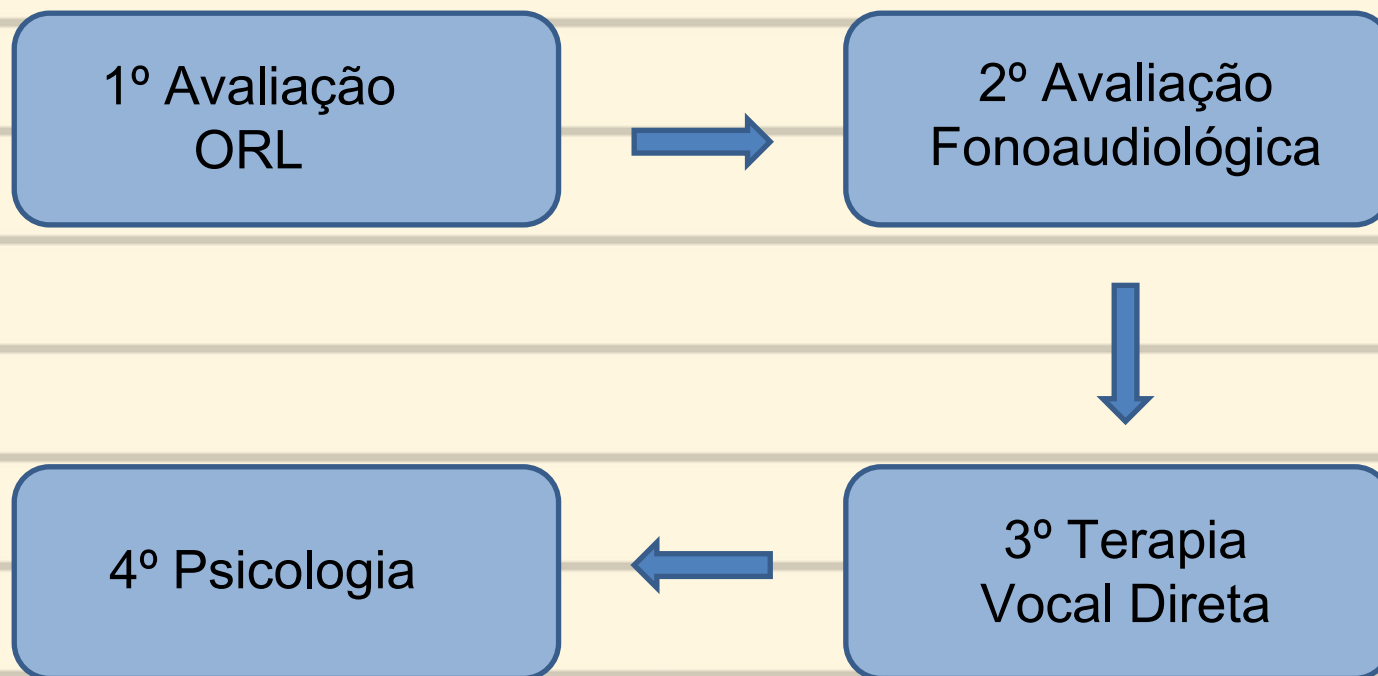 1º Avaliação
ORL
2º Avaliação
Fonoaudiológica
3º Terapia
Vocal Direta
4º Psicologia